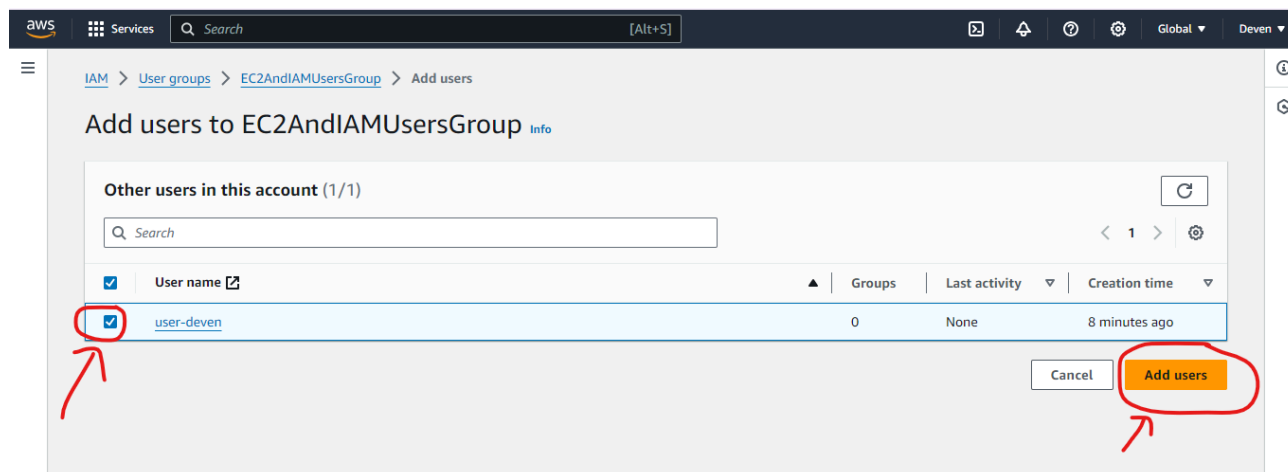 aws Services Search [Alt+S] Global ▼ Deven ▼
IAM > User groups > EC2AndIAMUsersGroup > Add users
Add users to EC2AndIAMUsersGroup Info
Other users in this account (1/1)
Search
< 1 >
User name ▲ Groups Last activity ▽ Creation time ▽
user-deven 0 None 8 minutes ago
Cancel Add users